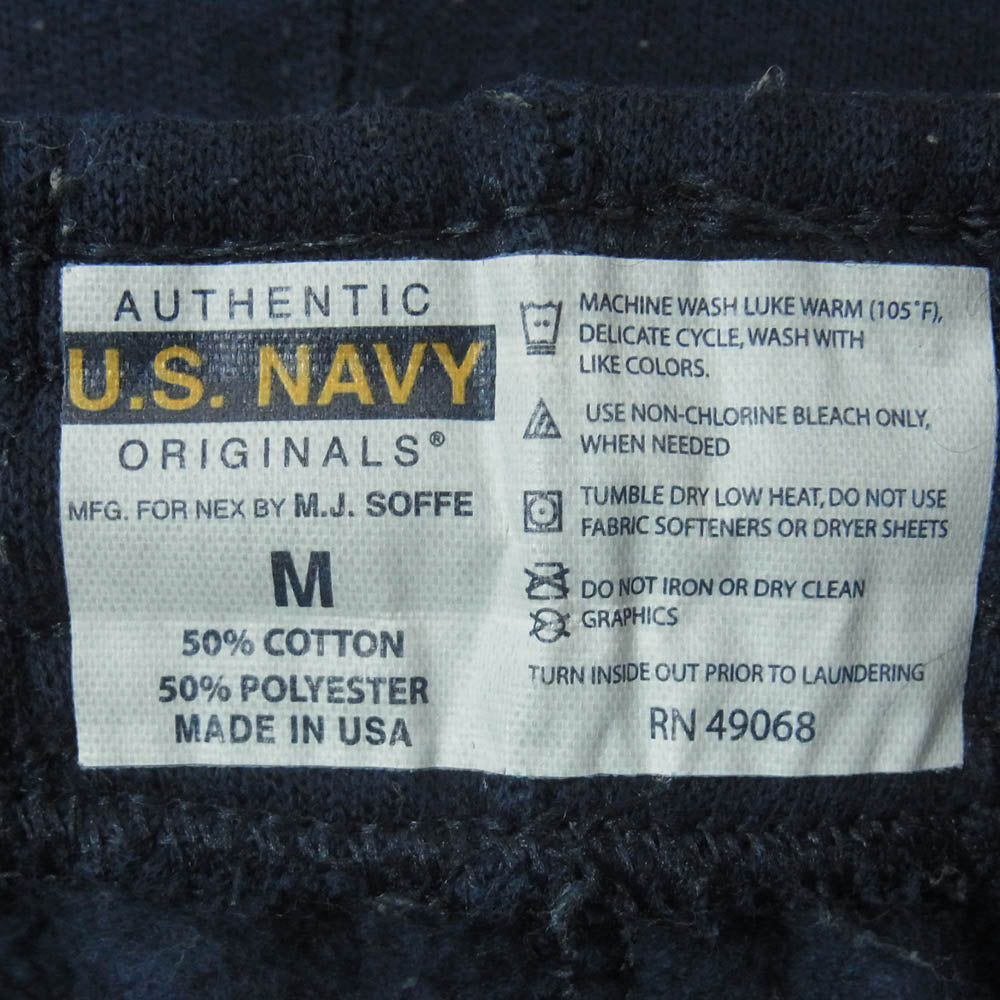 AUTHENTIC
U.S. NAVY
ORIGINALS®
MFG. FOR NEX BY M.J. SOFFE
M
50% COTTON
50% POLYESTER
MADE IN USA
MACHINE WASH LUKE WARM (105°F),
DELICATE CYCLE, WASH WITH
LIKE COLORS.
USE NON-CHLORINE BLEACH ONLY,
WHEN NEEDED
TUMBLE DRY LOW HEAT, DO NOT USE
FABRIC SOFTENERS OR DRYER SHEETS
DO NOT IRON OR DRY CLEAN
GRAPHICS
TURN INSIDE OUT PRIOR TO LAUNDERING
RN 49068